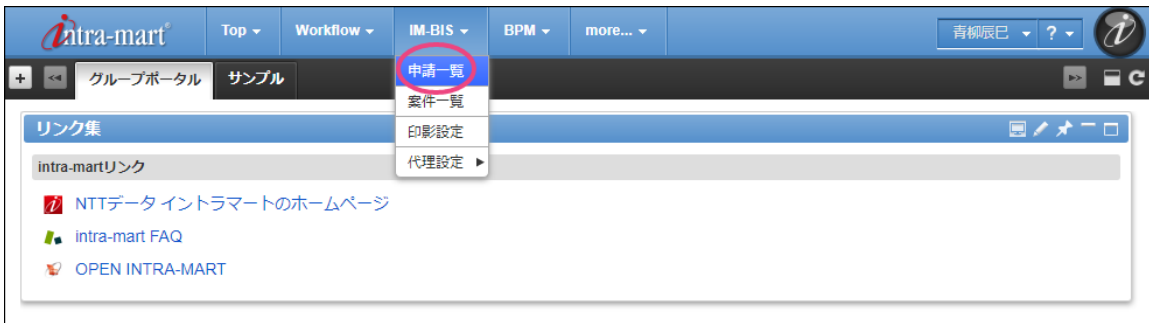 intra-mart® Top Workflow IM-BIS BPM more... 青柳辰巳 ?
グループポータル サンプル
申請一覧
案件一覧
印影設定
代理設定
リンク集
intra-martリンク
NTTデータ イントラマートのホームページ
intra-mart FAQ
OPEN INTRA-MART